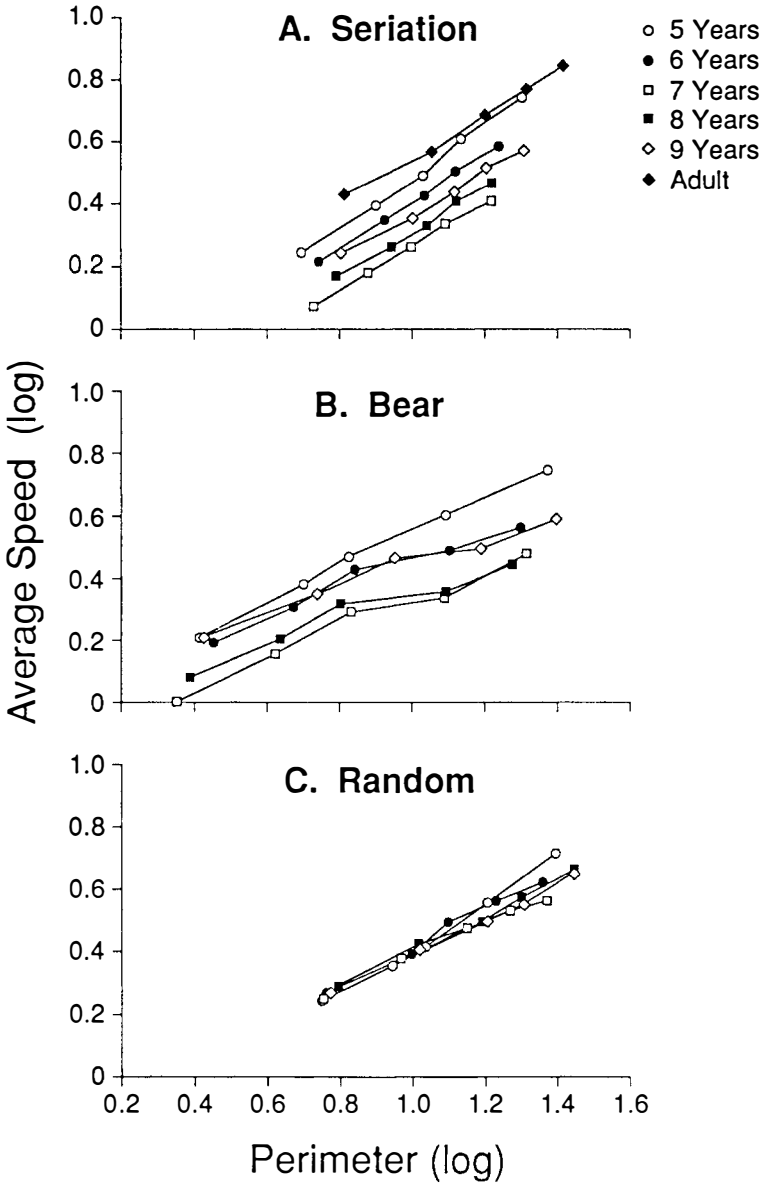 A. Seriation
5 Years
6 Years
7 Years
8 Years
9 Years
Adult
1.0
0.8
0.6
0.4
0.2
0
B. Bear
1.0
0.8
0.6
0.4
0.2
0
Average Speed (log)
C. Random
1.0
0.8
0.6
0.4
0.2
0
0.2 0.4 0.6 0.8 1.0 1.2 1.4 1.6
Perimeter (log)